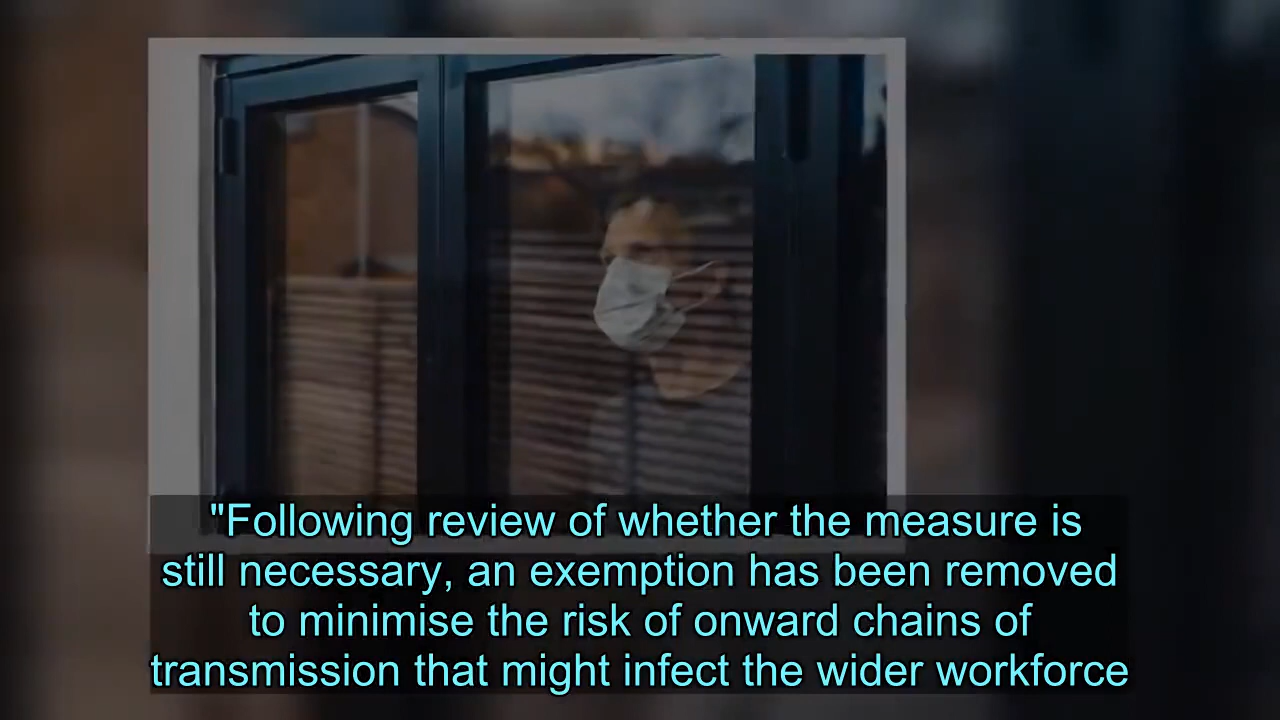 "Following review of whether the measure is
still necessary, an exemption has been removed
to minimise the risk of onward chains of
transmission that might infect the wider workforce